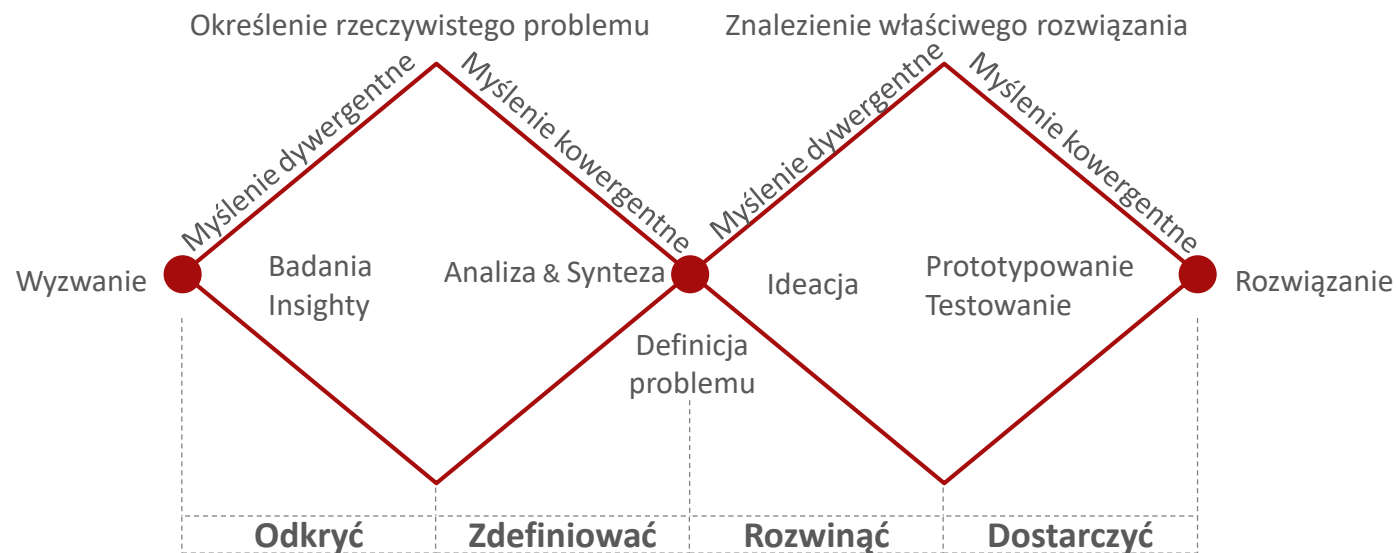 Określenie rzeczywistego problemu
Znalezienie właściwego rozwiązania
Myślenie dywergentne
Myślenie kowergentne
Myślenie dywergentne
Myślenie kowergentne
Wyzwanie
Badania
Insighty
Analiza & Synteza
Definicja
problemu
Ideacja
Prototypowanie
Testowanie
Rozwiązanie
Odkryć
Zdefiniować
Rozwinąć
Dostarczyć